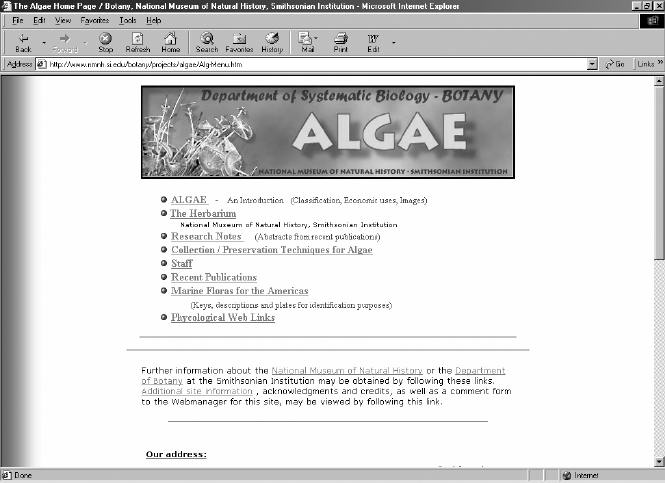 The Algae Home Page / Botany, National Museum of Natural History, Smithsonian Institution - Microsoft Internet Explorer
File Edit View Favorites Tools Help
Back Forward Stop Refresh Home Search Favorites History Mail Print Edit
Address http://www.nmnh.si.edu/botany/projects/algae/Alg-Menu.htm Go Links »
Department of Systematic Biology - BOTANY
ALGAE
NATIONAL MUSEUM OF NATURAL HISTORY - SMITHSONIAN INSTITUTION
ALGAE - An Introduction (Classification, Economic uses, Images)
The Herbarium
National Museum of Natural History, Smithsonian Institution
Research Notes (Abstracts from recent publications)
Collection / Preservation Techniques for Algae
Staff
Recent Publications
Marine Floras for the Americas
(Keys, descriptions and plates for identification purposes)
Phycological Web Links
Further information about the National Museum of Natural History or the Department
of Botany at the Smithsonian Institution may be obtained by following these links.
Additional site information , acknowledgments and credits, as well as a comment form
to the Webmanager for this site, may be viewed by following this link.
Our address:
Done Internet